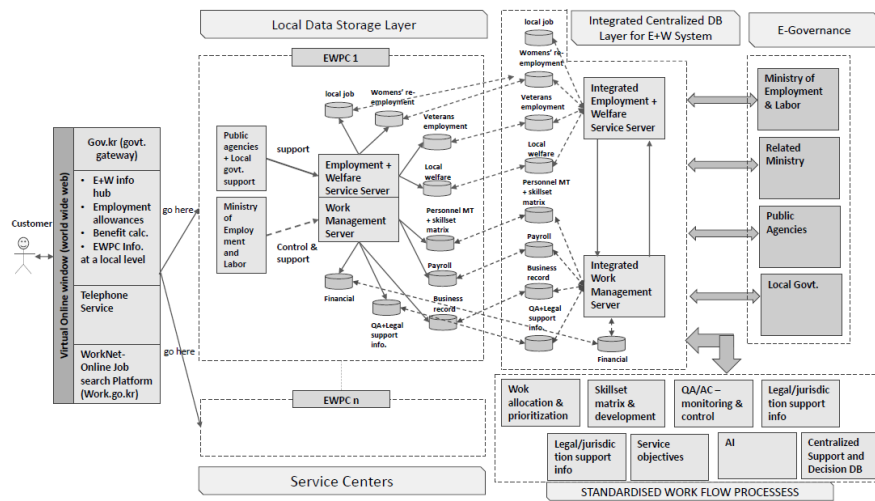 Local Data Storage Layer
Integrated Centralized DB
Layer for E+W System
E-Governance
EWPC 1
local job
Womens' re-
employment
Veterans
employment
Local
welfare
Personnel MT
+ skillset
matrix
Payroll
Business
record
QA+Legal
support
info.
Financial
Public
agencies
+ Local
govt.
support
support
Ministry
of
Employ
ment
and
Labor
Control &
support
Employment +
Welfare
Service Server
Work
Management
Server
local job
Womens' re-
employment
Veterans
employment
Local
welfare
Personnel MT
+ skillset
matrix
Payroll
Business
record
QA+Legal
support
info.
Financial
Integrated
Employment +
Welfare
Service Server
Integrated
Work
Management
Server
Ministry of
Employment
& Labor
Related
Ministry
Public
Agencies
Local Govt.
Customer
Virtual Online window (world wide web)
Gov.kr (govt.
gateway)
• E+W info
hub
• Employment
allowances
• Benefit calc.
• EWPC Info.
at a local level
Telephone
Service
WorkNet-
Online Job
search Platform
(Work.go.kr)
go here
go here
EWPC n
Service Centers
Wok
allocation &
prioritization
Skillset
matrix &
development
QA/AC –
monitoring &
control
Legal/jurisdic
tion support
info
Legal/jurisdic
tion support
info
Service
objectives
AI
Centralized
Support and
Decision DB
STANDARDISED WORK FLOW PROCESSESS